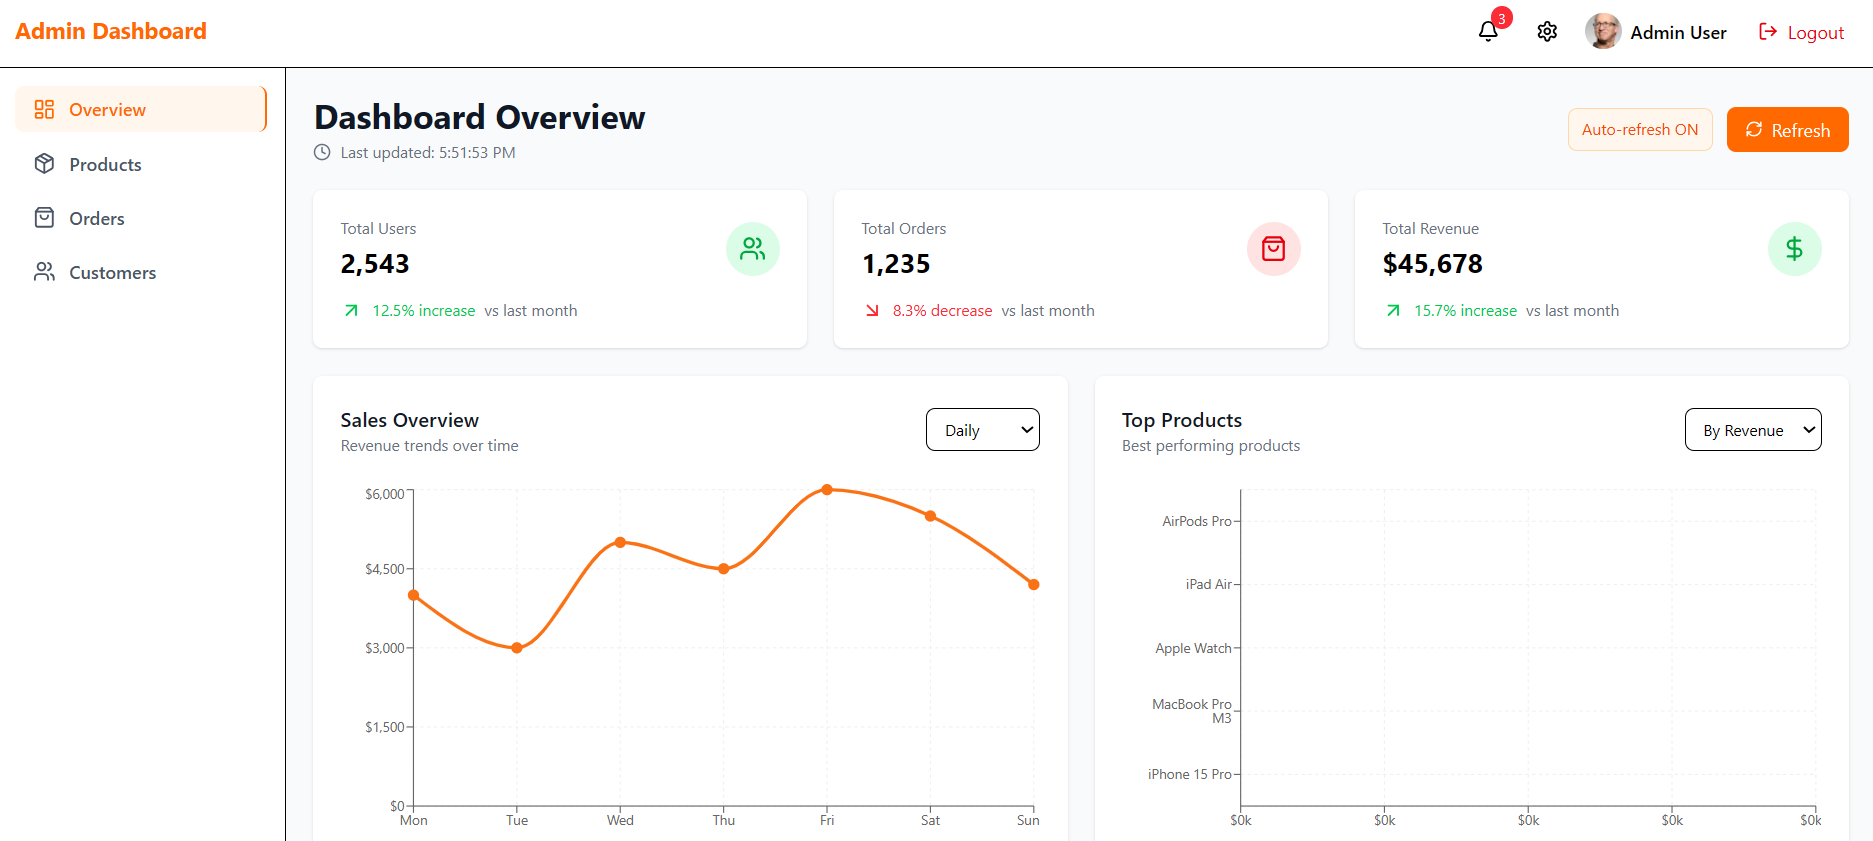 Admin Dashboard
3
Admin User
Logout
Overview
Products
Orders
Customers
Dashboard Overview
Last updated: 5:51:53 PM
Auto-refresh ON
Refresh
Total Users
2,543
12.5% increase vs last month
Total Orders
1,235
8.3% decrease vs last month
Total Revenue
$45,678
15.7% increase vs last month
Sales Overview
Revenue trends over time
Daily
$6,000
$4,500
$3,000
$1,500
$0
Mon Tue Wed Thu Fri Sat Sun
Top Products
Best performing products
By Revenue
AirPods Pro
iPad Air
Apple Watch
MacBook Pro
M3
iPhone 15 Pro
$0k $0k $0k $0k $0k